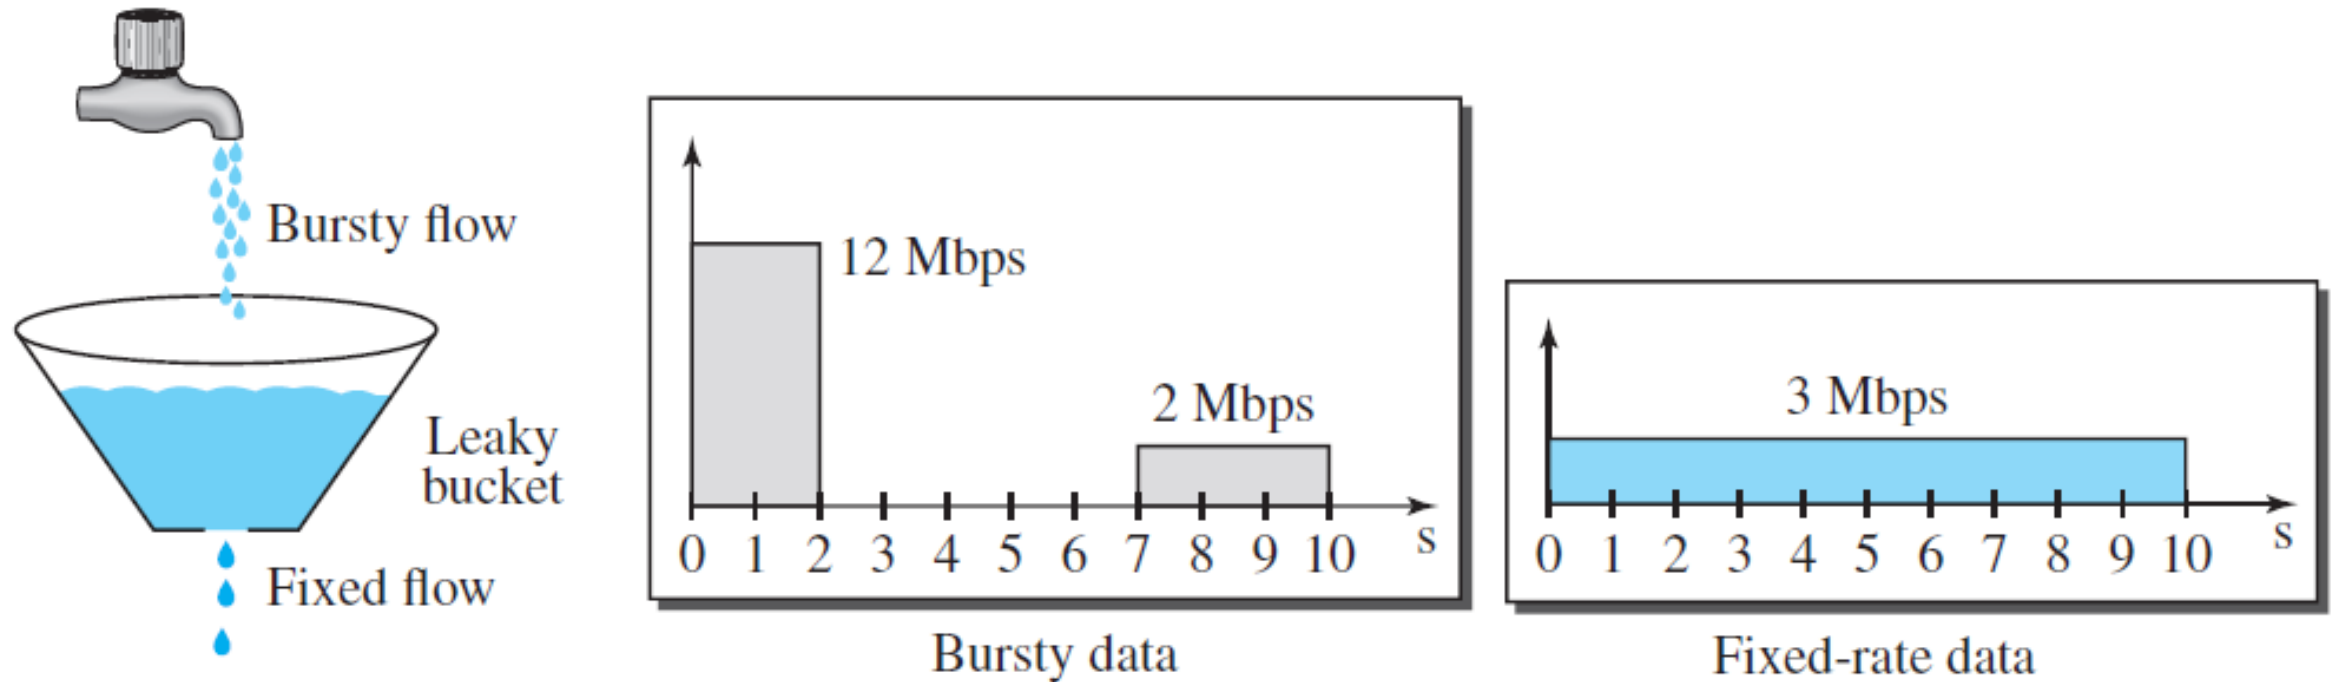 Bursty flow
Leaky
bucket
Fixed flow
12 Mbps
2 Mbps
0 1 2 3 4 5 6 7 8 9 10 s
Bursty data
3 Mbps
0 1 2 3 4 5 6 7 8 9 10 s
Fixed-rate data